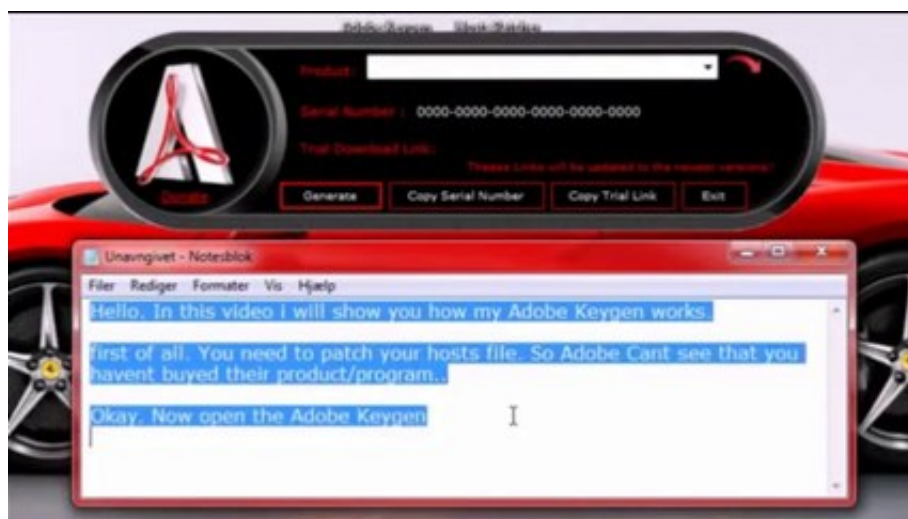 Product:
Serial Number : 0000-0000-0000-0000-0000-0000
Trial Download Link:
Theese Links will be updated to the newest versions!
Donate
Generate Copy Serial Number Copy Trial Link Exit
Unavngivet - Notesblok
Filer Rediger Formater Vis Hjælp
Hello. In this video i will show you how my Adobe Keygen works.
first of all. You need to patch your hosts file. So Adobe Cant see that you
havent buyed their product/program..
Okay. Now open the Adobe Keygen